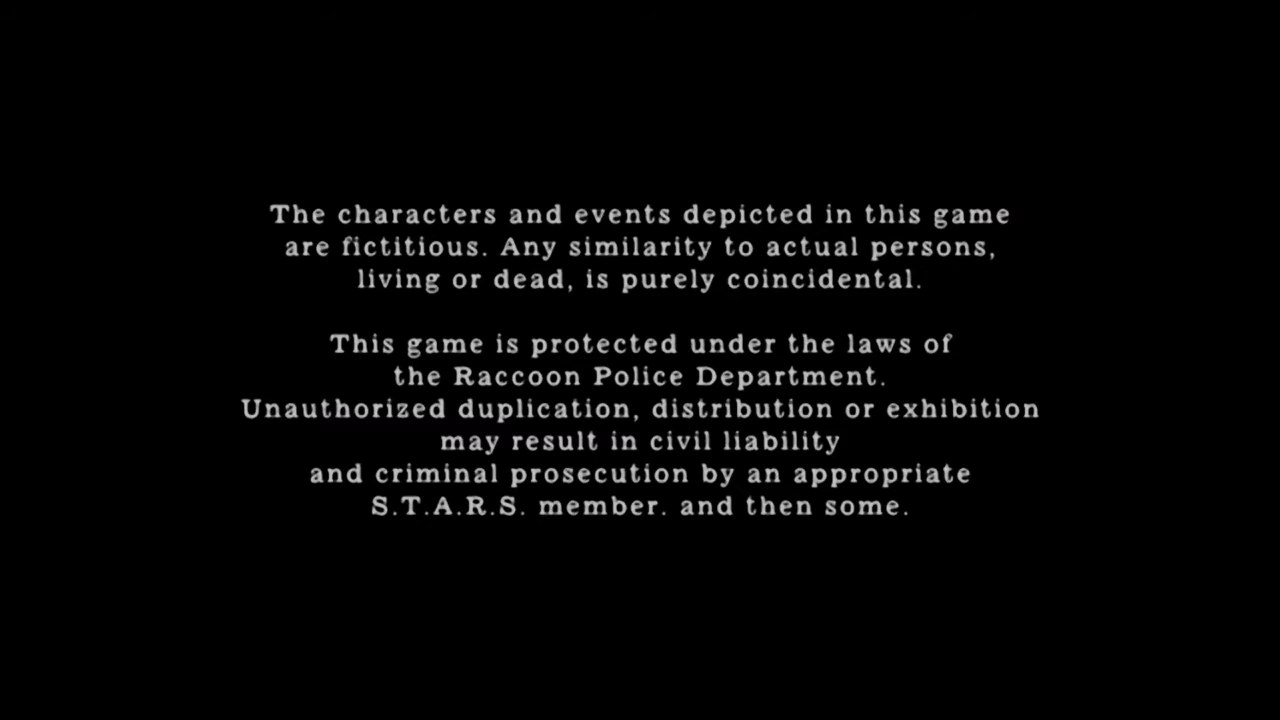 The characters and events depicted in this game
are fictitious. Any similarity to actual persons,
living or dead, is purely coincidental.
This game is protected under the laws of
the Raccoon Police Department.
Unauthorized duplication, distribution or exhibition
may result in civil liability
and criminal prosecution by an appropriate
S.T.A.R.S. member. and then some.